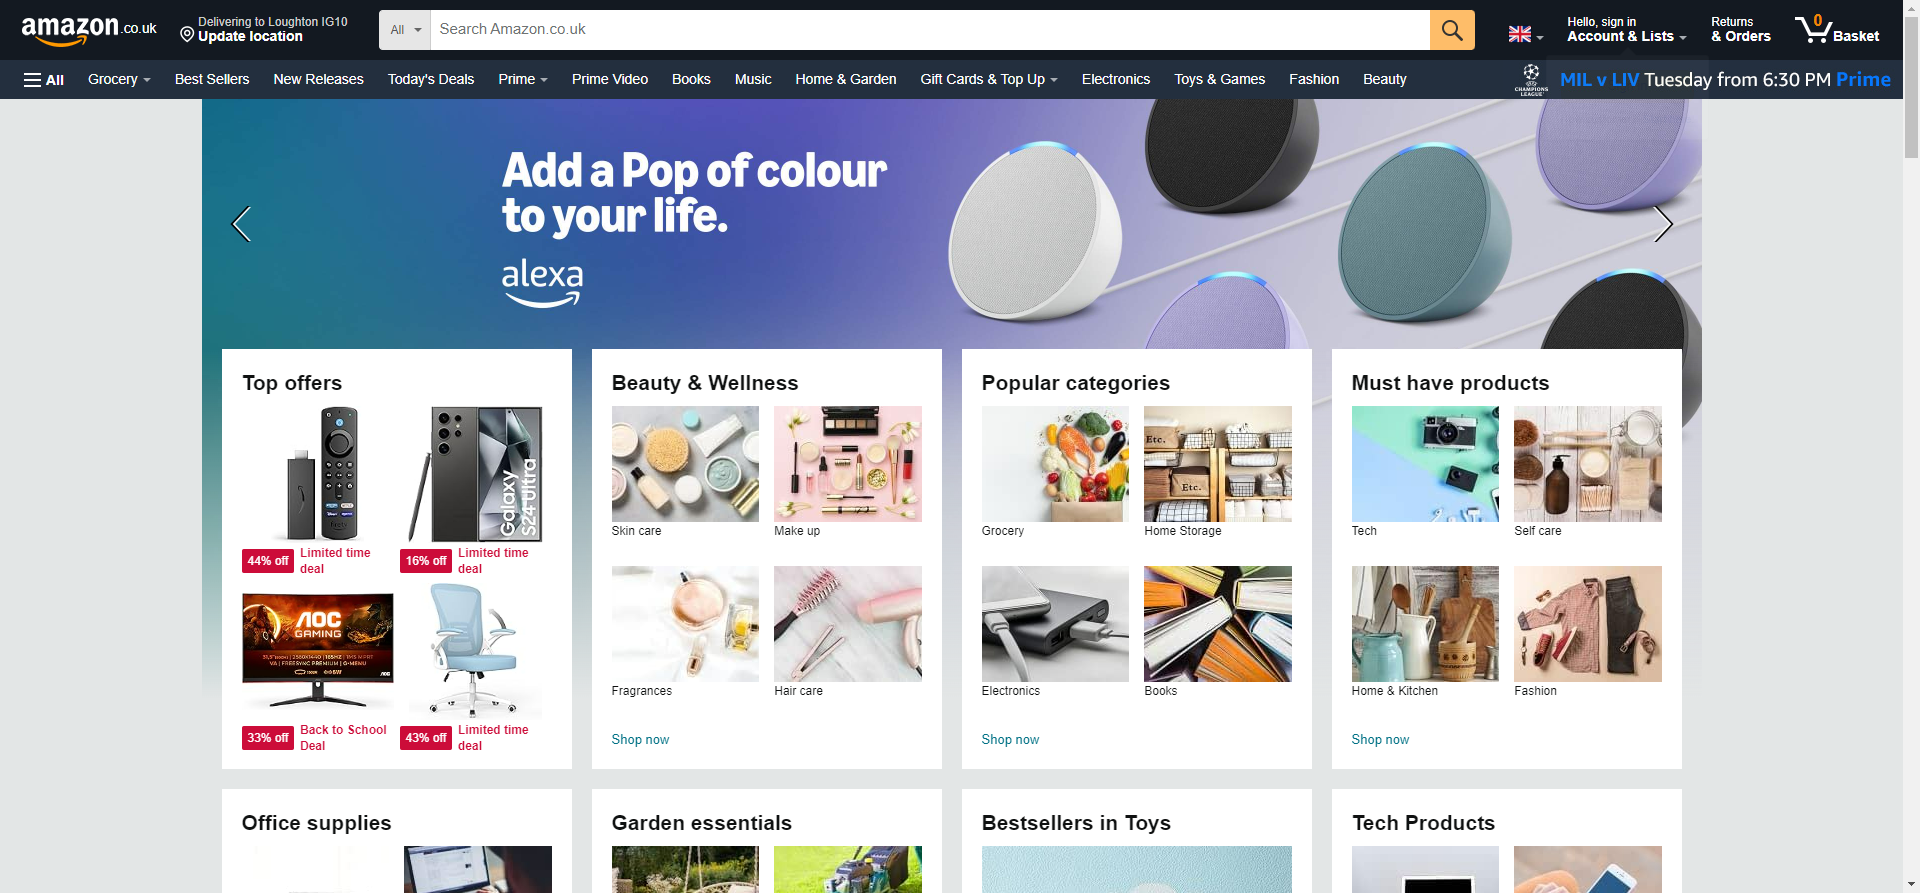 amazon.co.uk
Delivering to Loughton IG10
Update location
All
Search Amazon.co.uk
Hello, sign in
Account & Lists
Returns
& Orders
0
Basket
All
Grocery
Best Sellers
New Releases
Today's Deals
Prime
Prime Video
Books
Music
Home & Garden
Gift Cards & Top Up
Electronics
Toys & Games
Fashion
Beauty
CHAMPIONS
LEAGUE
MIL v LIV Tuesday from 6:30 PM Prime
Add a Pop of colour
to your life.
alexa
Top offers
Galaxy
S24 Ultra
44% off
Limited time
deal
16% off
Limited time
deal
AOC
GAMING
33% off
Back to School
Deal
43% off
Limited time
deal
Beauty & Wellness
Skin care
Make up
Fragrances
Hair care
Shop now
Popular categories
Etc.
Etc.
Grocery
Home Storage
Electronics
Books
Shop now
Must have products
Tech
Self care
Home & Kitchen
Fashion
Shop now
Office supplies
Garden essentials
Bestsellers in Toys
Tech Products